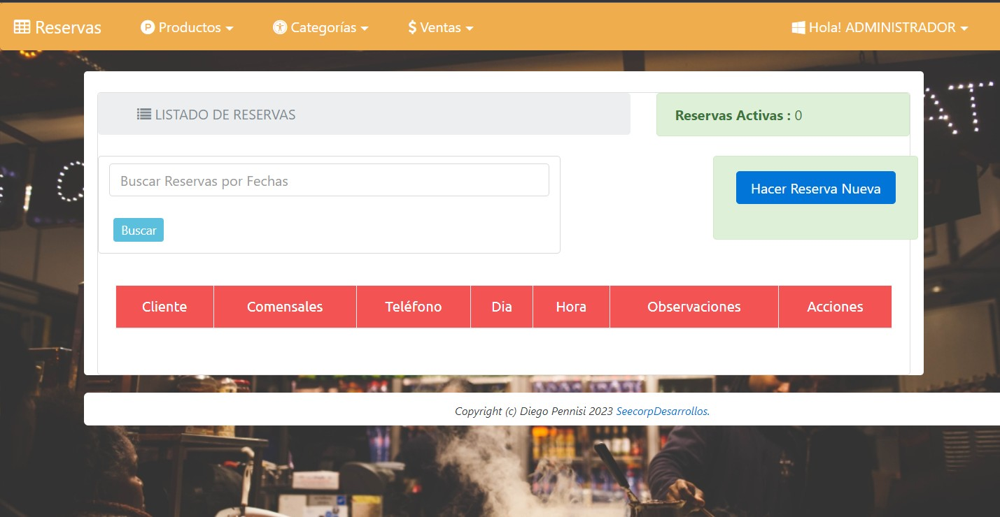 Reservas
Productos
Categorías
$ Ventas
Hola! ADMINISTRADOR
LISTADO DE RESERVAS
Reservas Activas : 0
Buscar Reservas por Fechas
Hacer Reserva Nueva
Buscar
Cliente
Comensales
Teléfono
Dia
Hora
Observaciones
Acciones
Copyright (c) Diego Pennisi 2023 SeecorpDesarrollos.